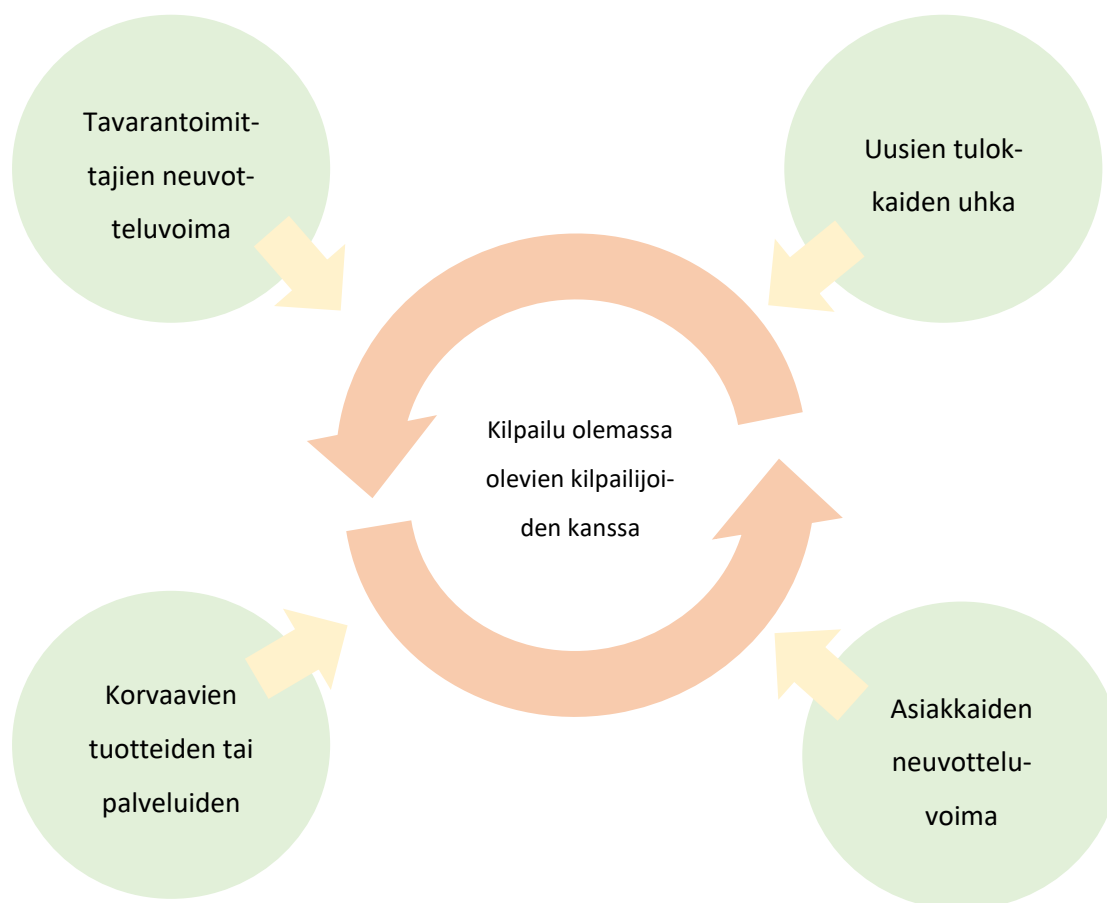 Tavarantoimit-
tajien neuvot-
teluvoima
Uusien tulok-
kaiden uhka
Kilpailu olemassa
olevien kilpailijoi-
den kanssa
Korvaavien
tuotteiden tai
palveluiden
Asiakkaiden
neuvottelu-
voima